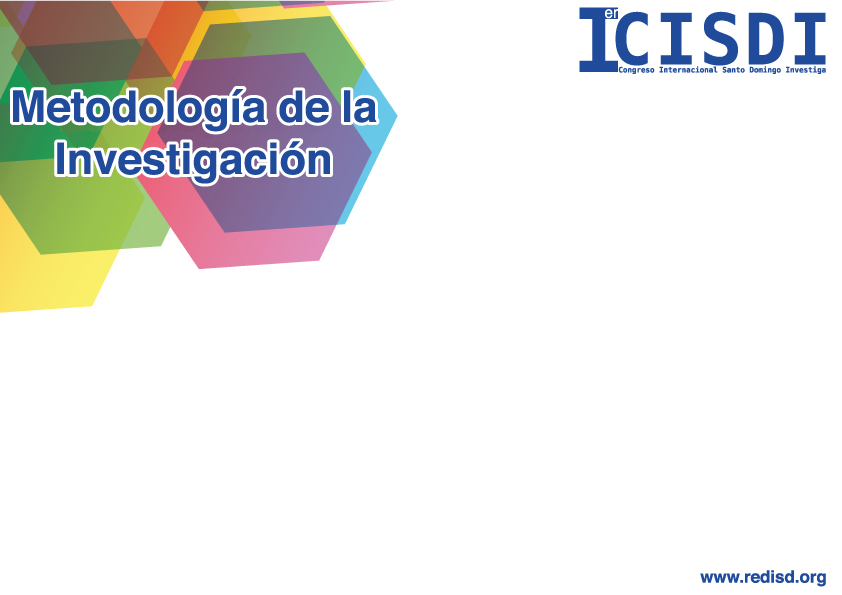 1er CISDI
Congreso Internacional Santo Domingo Investiga
Metodología de la
Investigación
www.redisd.org